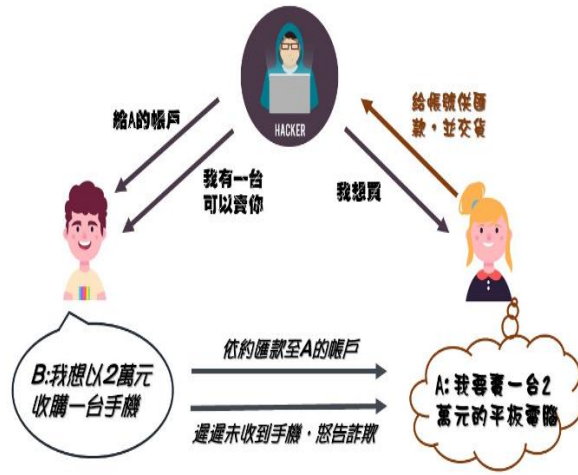 HACKER
給A的帳戶
我有一台
可以賣你
我想買
給帳號供匯
款，並交貨
B:我想以2萬元
收購一台手機
依約匯款至A的帳戶
遲遲未收到手機，怒告詐欺
A:我要賣一台2
萬元的平板電腦